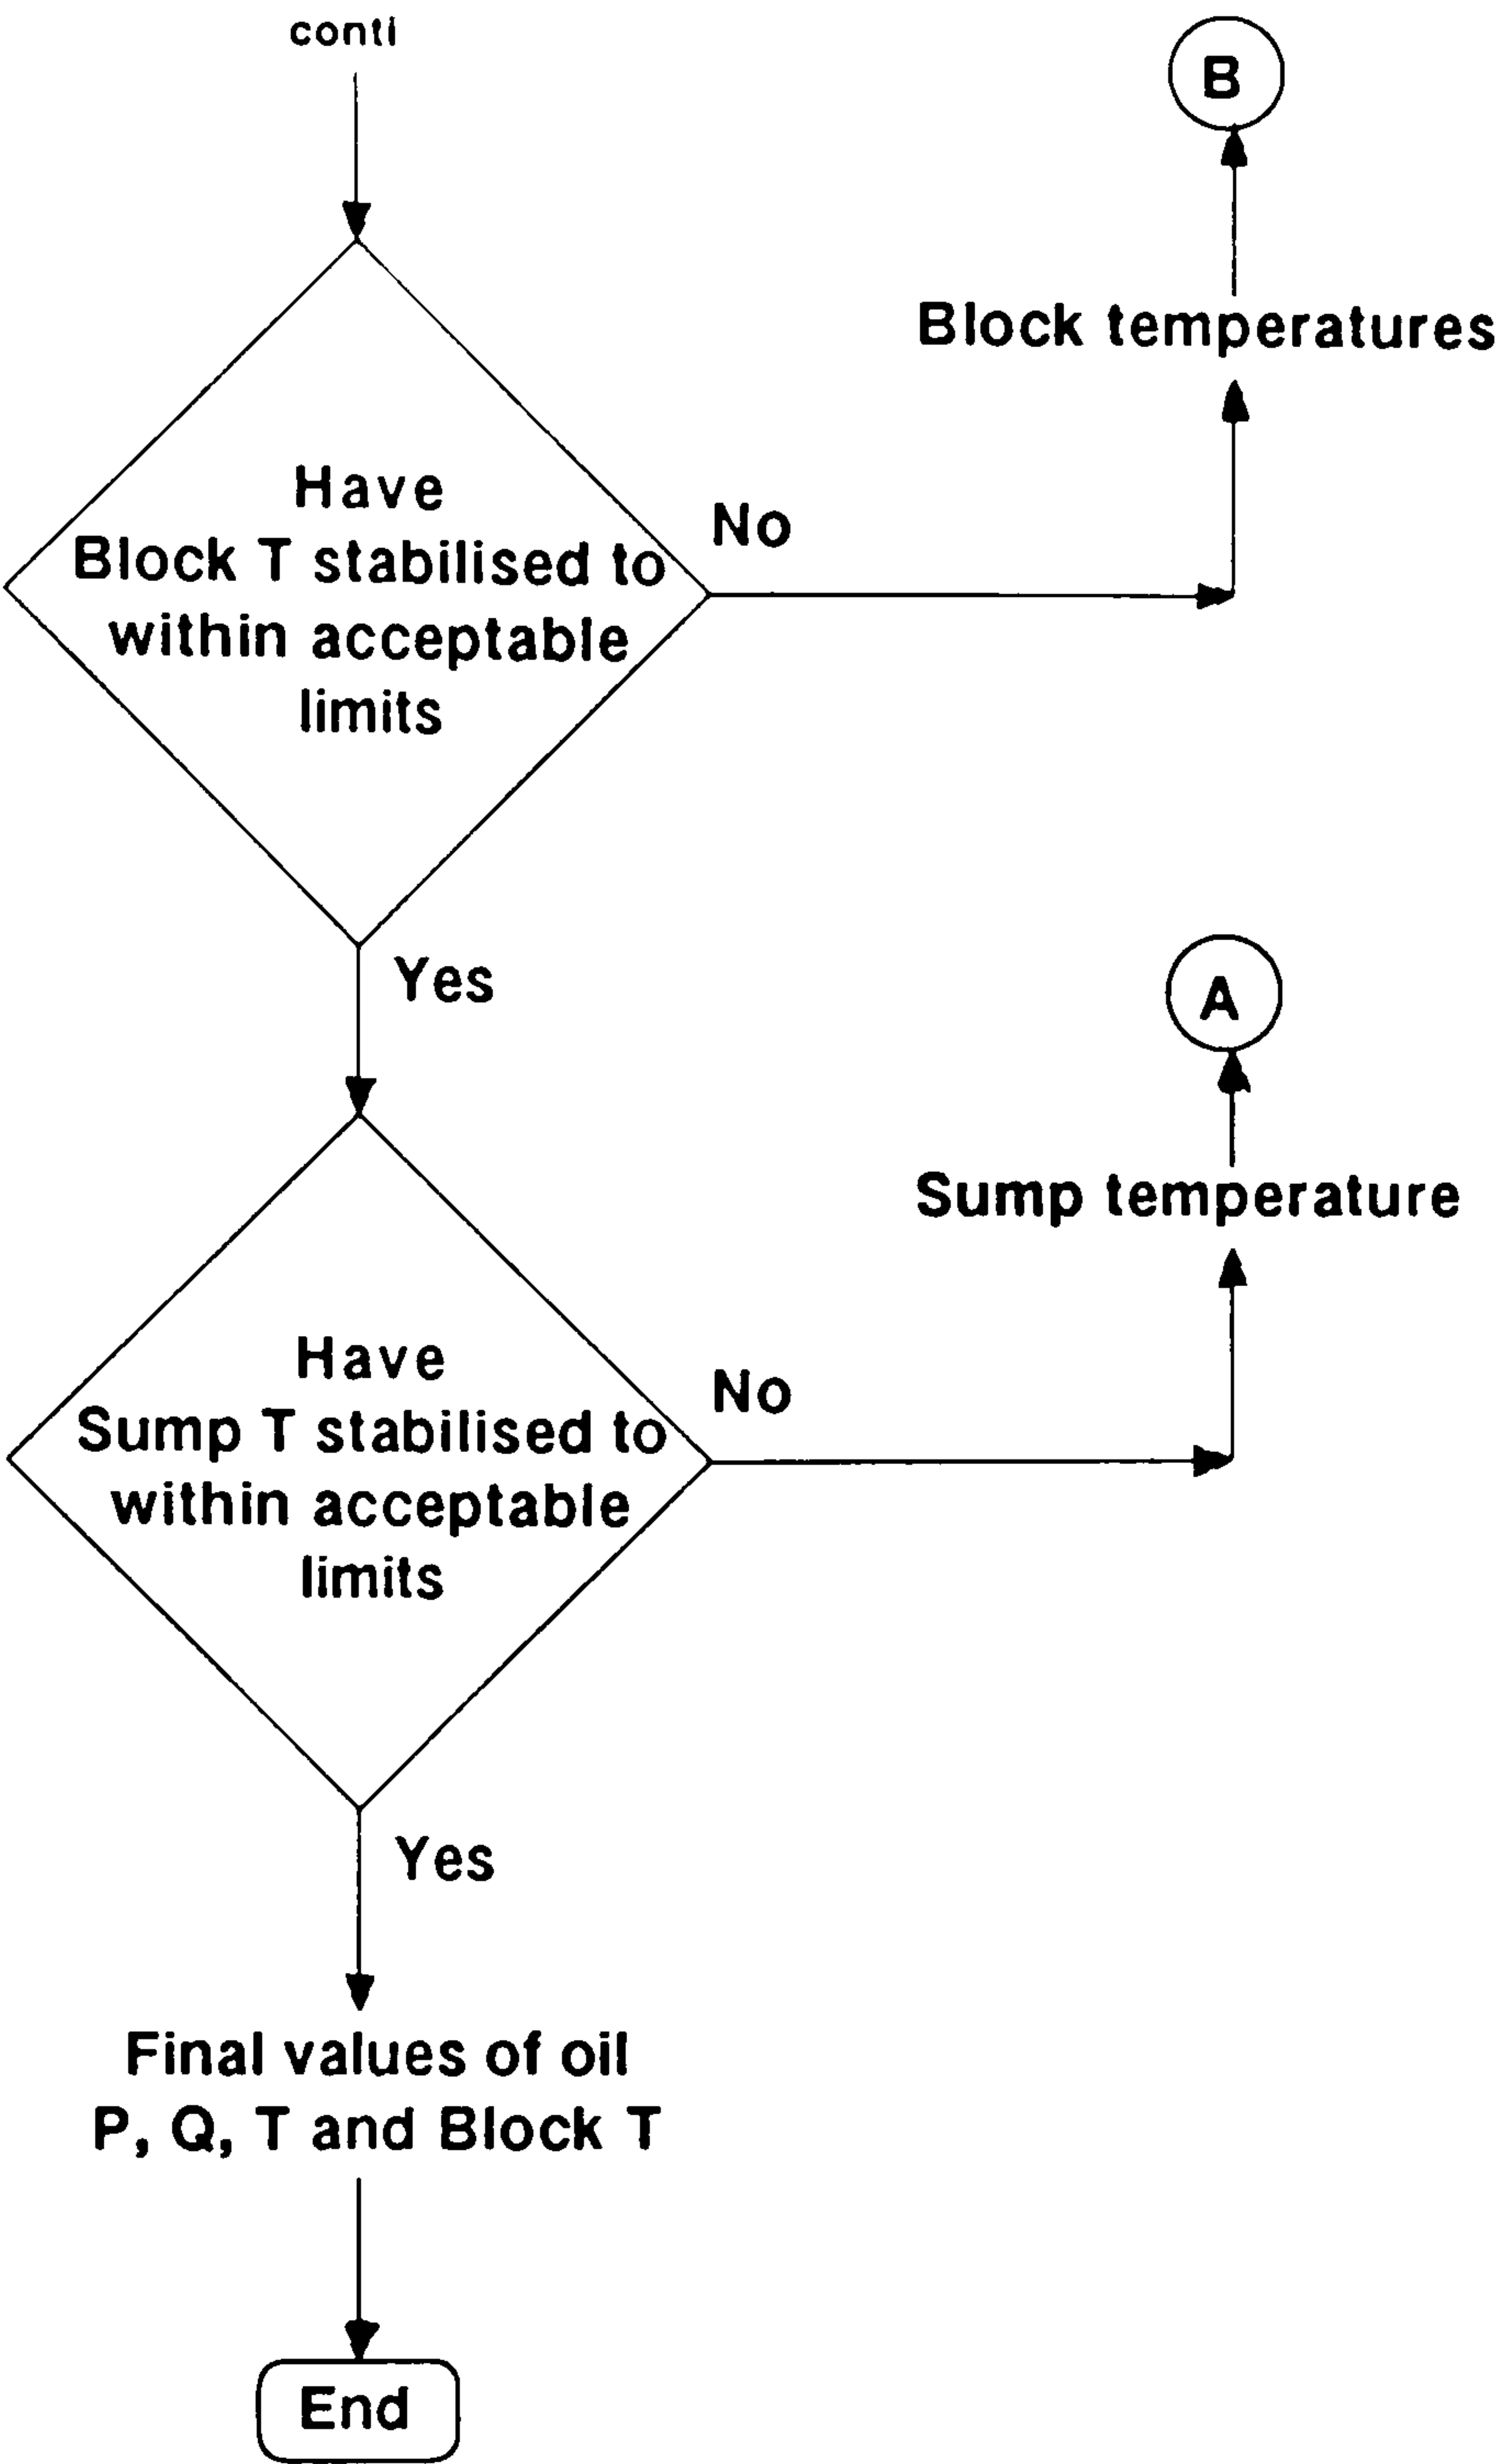 conti
B
Block temperatures
Have
Block T stabilised to
within acceptable
limits
No
Yes
A
Sump temperature
Have
Sump T stabilised to
within acceptable
limits
No
Yes
Final values of oil
P, Q, T and Block T
End